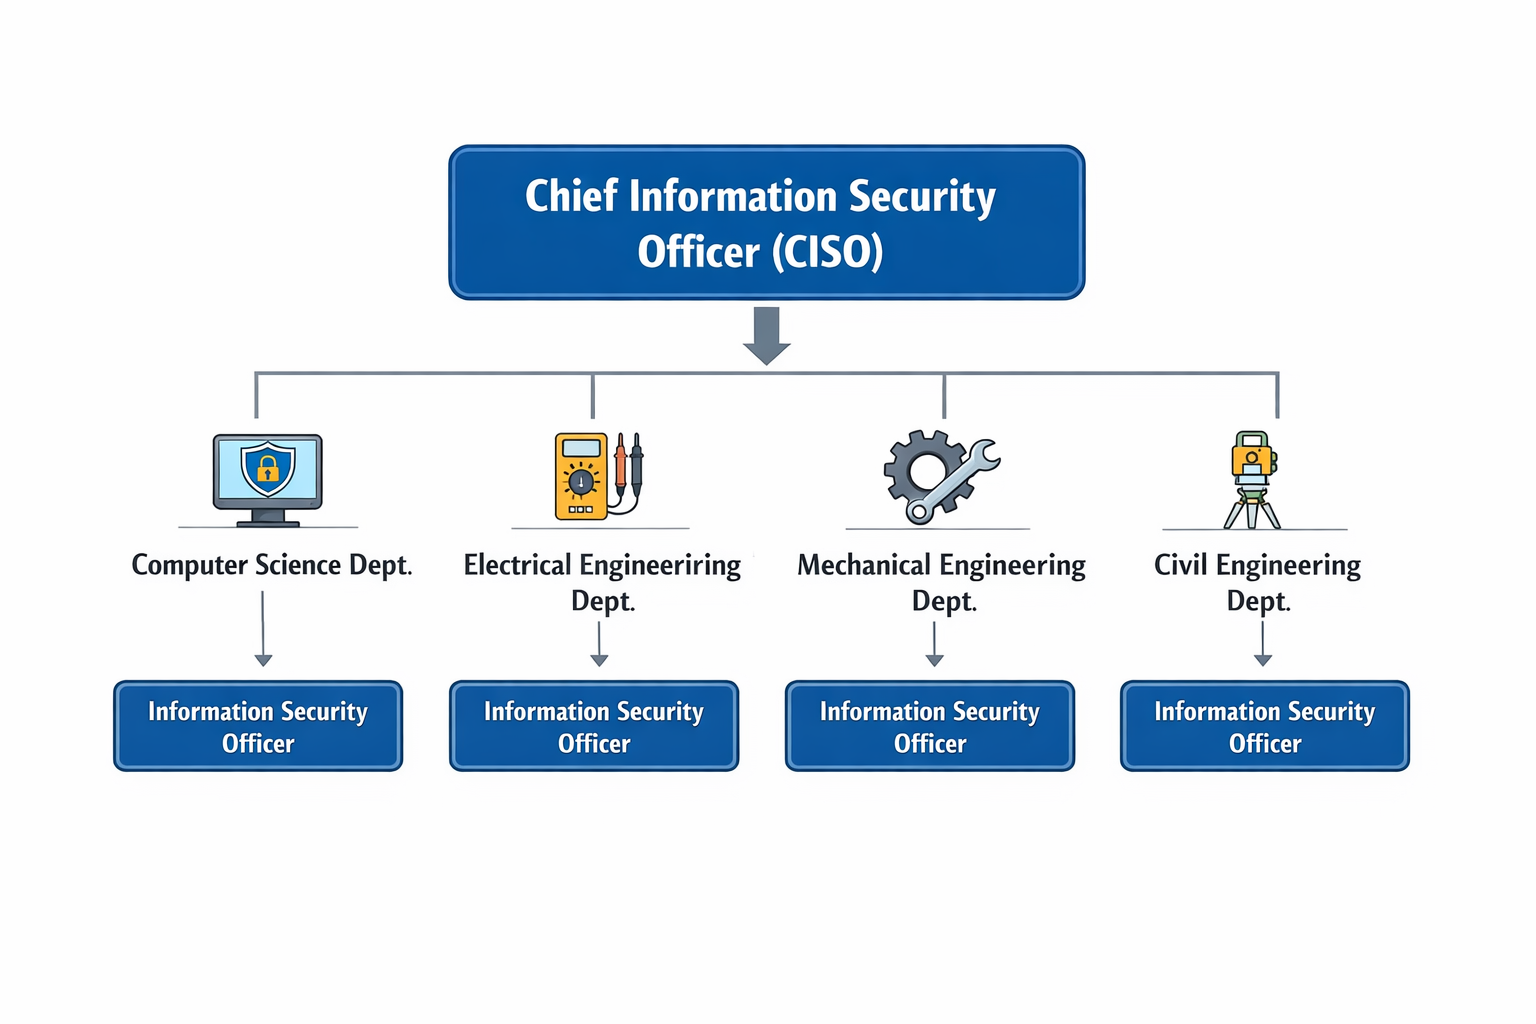 Chief Information Security
Officer (CISO)
Computer Science Dept.
Electrical Engineeriring
Dept.
Mechanical Engineering
Dept.
Civil Engineering
Dept.
Information Security
Officer
Information Security
Officer
Information Security
Officer
Information Security
Officer